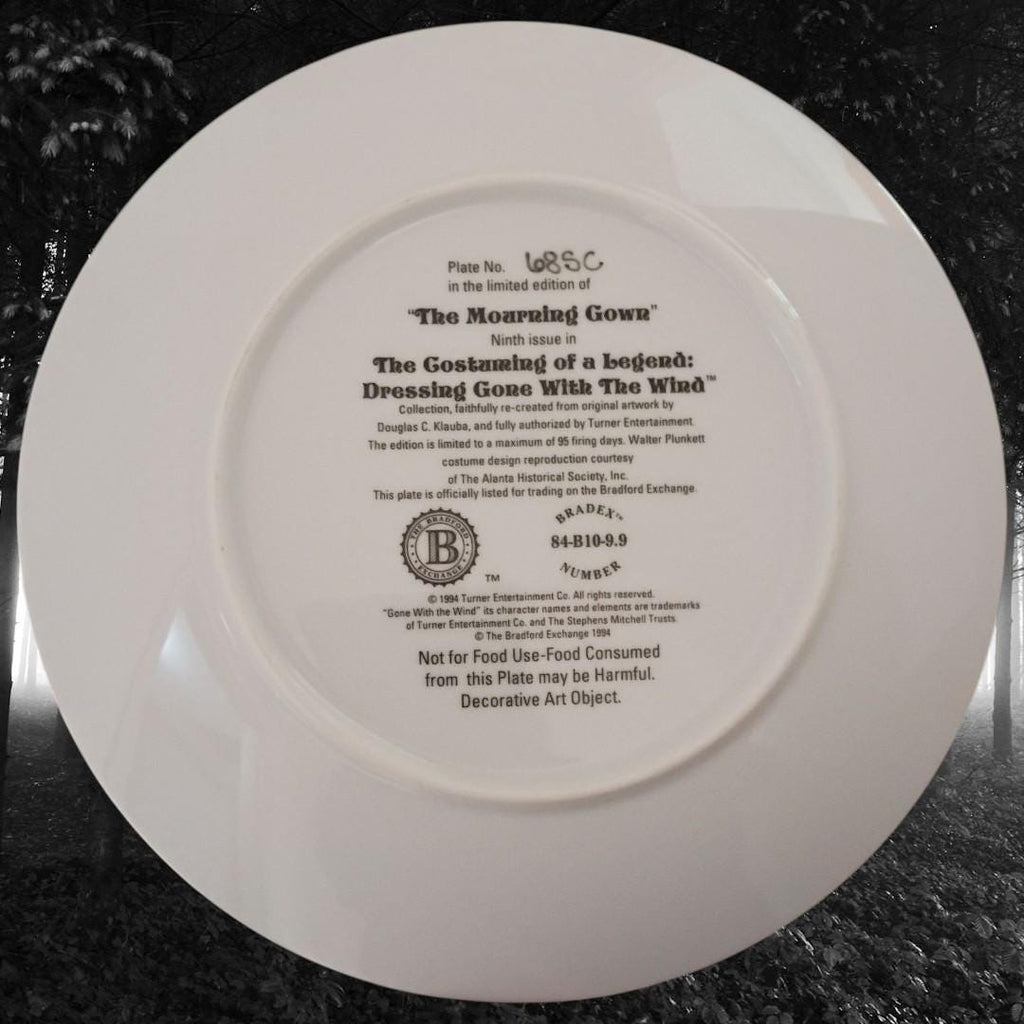 Plate No. 685C
in the limited edition of
"The Mourning Gown"
Ninth issue in
The Costuming of a Legend:
Dressing Gone With The Wind™
Collection, faithfully re-created from original artwork by
Douglas C. Klauba, and fully authorized by Turner Entertainment.
The edition is limited to a maximum of 95 firing days. Walter Plunkett
costume design reproduction courtesy
of The Alanta Historical Society, Inc.
This plate is officially listed for trading on the Bradford Exchange.
THE BRADFORD
B
EXCHANGE
TM
BRADEX™
84-B10-9.9
NUMBER
© 1994 Turner Entertainment Co. All rights reserved.
"Gone With the Wind" its character names and elements are trademarks
of Turner Entertainment Co. and The Stephens Mitchell Trusts.
© The Bradford Exchange 1994
Not for Food Use-Food Consumed
from this Plate may be Harmful.
Decorative Art Object.